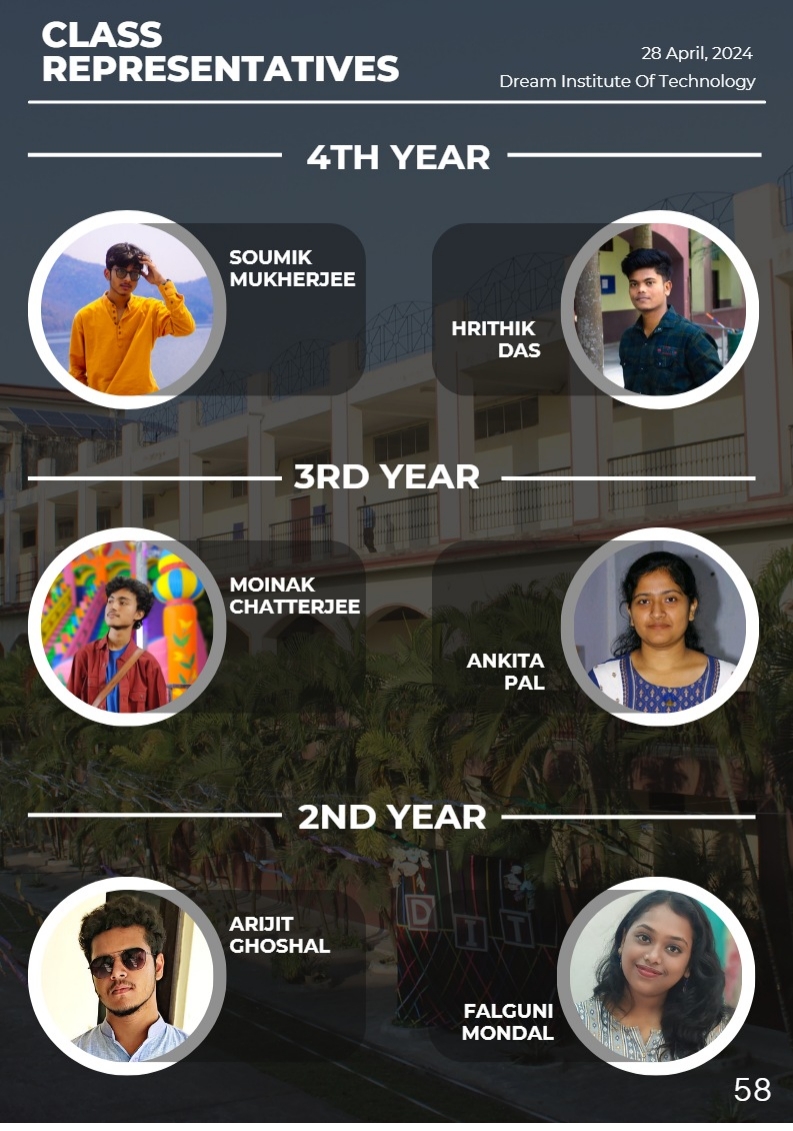 CLASS
REPRESENTATIVES
28 April, 2024
Dream Institute Of Technology
4TH YEAR
SOUMIK
MUKHERJEE
HRITHIK
DAS
3RD YEAR
MOINAK
CHATTERJEE
ANKITA
PAL
2ND YEAR
ARIJIT
GHOSHAL
D I T
FALGUNI
MONDAL
58